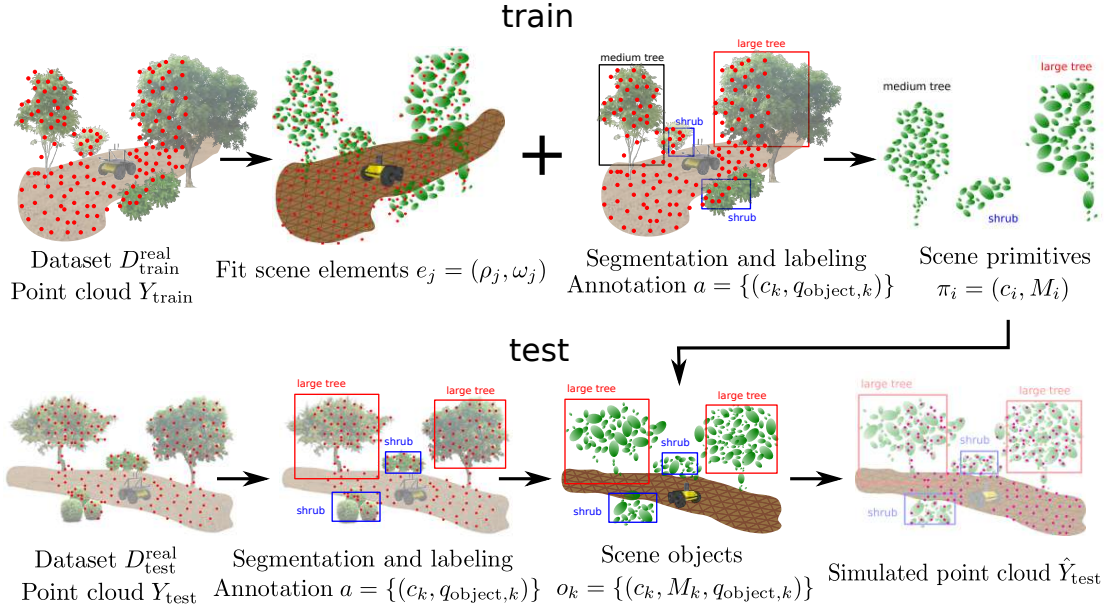 train
medium tree
large tree
shrub
shrub
medium tree
large tree
shrub
Dataset $D_{\text{train}}^{\text{real}}$
Point cloud $Y_{\text{train}}$
Fit scene elements $e_j = (\rho_j, \omega_j)$
+
Segmentation and labeling
Annotation $a = \{(c_k, q_{\text{object},k})\}$
Scene primitives
$\pi_i = (c_i, M_i)$
test
large tree
large tree
shrub
shrub
large tree
large tree
shrub
shrub
large tree
large tree
shrub
shrub
Dataset $D_{\text{test}}^{\text{real}}$
Point cloud $Y_{\text{test}}$
Segmentation and labeling
Annotation $a = \{(c_k, q_{\text{object},k})\}$
Scene objects
$o_k = \{(c_k, M_k, q_{\text{object},k})\}$
Simulated point cloud $\hat{Y}_{\text{test}}$